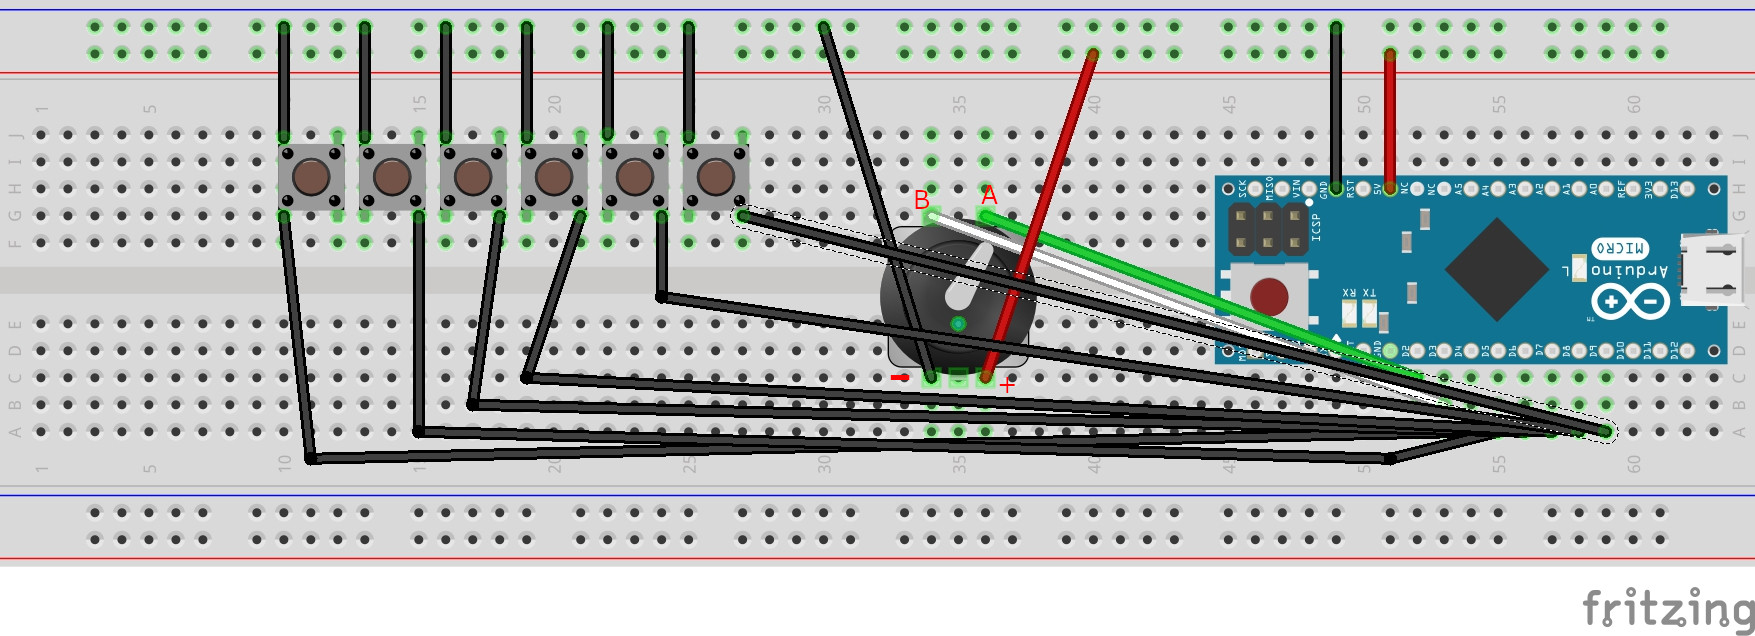 1 5 15 20 30 35 40 45 50 55 60
J J
I I
H H
G G
F F
SCK MISO VIN GND RST 5V NC NC A5 A4 A3 A2 A1 A0 REF 3V3 D13
B A
ICSP
MICRO
Arduino
L
RX TX
E E
D D
GND D2 D3 D4 D5 D6 D7 D8 D9 D10 D11 D12
C C
- +
B B
A A
1 5 10 15 20 25 30 35 40 45 50 55 60
fritzing